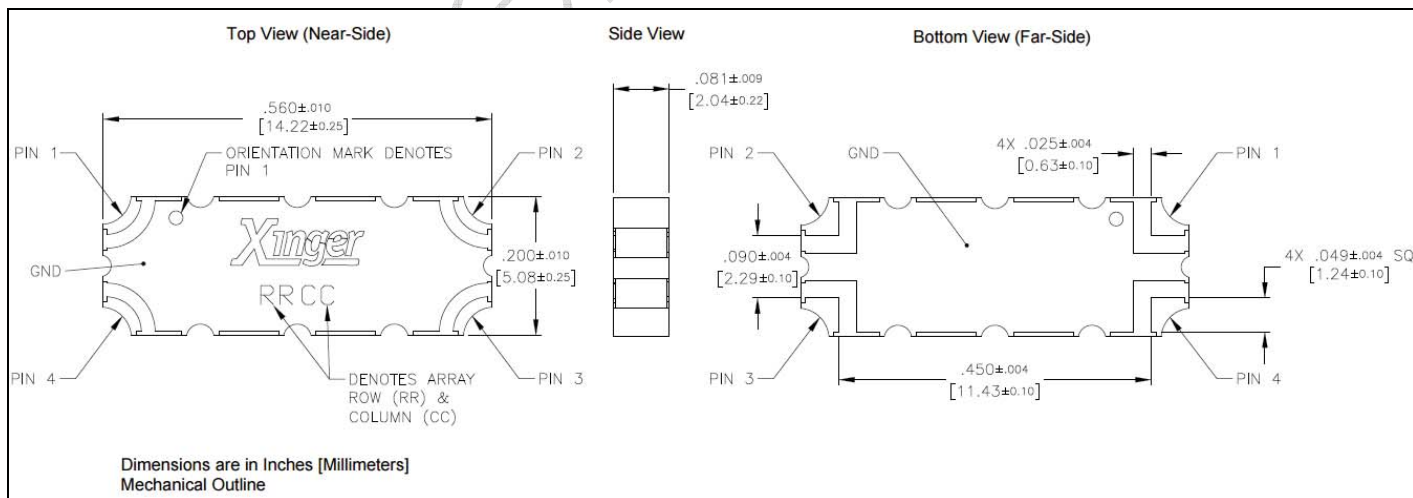 Top View (Near-Side)
Side View
Bottom View (Far-Side)
.560±.010
[14.22±0.25]
PIN 1
ORIENTATION MARK DENOTES
PIN 1
PIN 2
Xinger
GND
RRCC
.200±.010
[5.08±0.25]
PIN 4
DENOTES ARRAY
ROW (RR) &
COLUMN (CC)
PIN 3
.081±.009
[2.04±0.22]
PIN 2
GND
4X .025±.004
[0.63±0.10]
PIN 1
.090±.004
[2.29±0.10]
4X .049±.004 SQ
[1.24±0.10]
PIN 3
.450±.004
[11.43±0.10]
PIN 4
Dimensions are in Inches [Millimeters]
Mechanical Outline